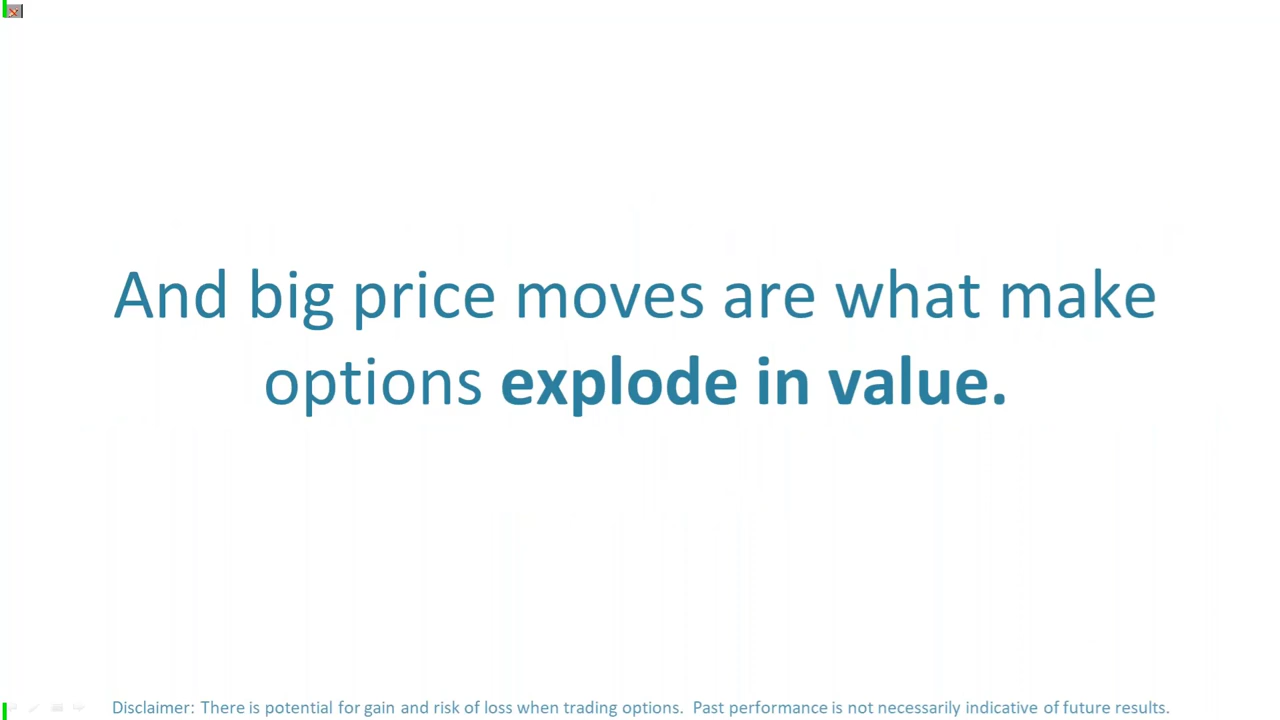 And big price moves are what make
options explode in value.
Disclaimer: There is potential for gain and risk of loss when trading options.  Past performance is not necessarily indicative of future results.